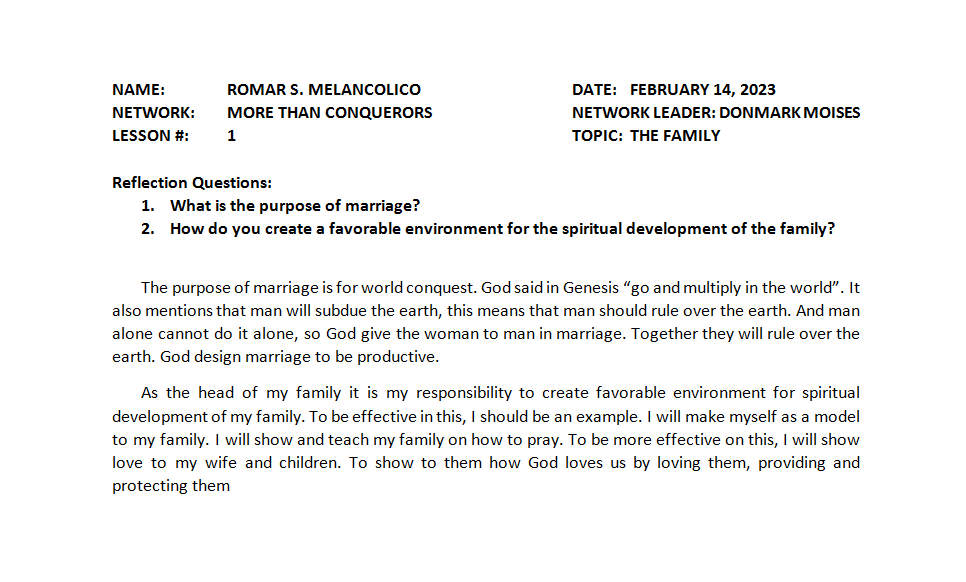 NAME: ROMAR S. MELANCOLICO DATE: FEBRUARY 14, 2023
NETWORK: MORE THAN CONQUERORS NETWORK LEADER: DONMARK MOISES
LESSON #: 1 TOPIC: THE FAMILY
Reflection Questions:
1. What is the purpose of marriage?
2. How do you create a favorable environment for the spiritual development of the family?
The purpose of marriage is for world conquest. God said in Genesis “go and multiply in the world”. It
also mentions that man will subdue the earth, this means that man should rule over the earth. And man
alone cannot do it alone, so God give the woman to man in marriage. Together they will rule over the
earth. God design marriage to be productive.
As the head of my family it is my responsibility to create favorable environment for spiritual
development of my family. To be effective in this, I should be an example. I will make myself as a model
to my family. I will show and teach my family on how to pray. To be more effective on this, I will show
love to my wife and children. To show to them how God loves us by loving them, providing and
protecting them